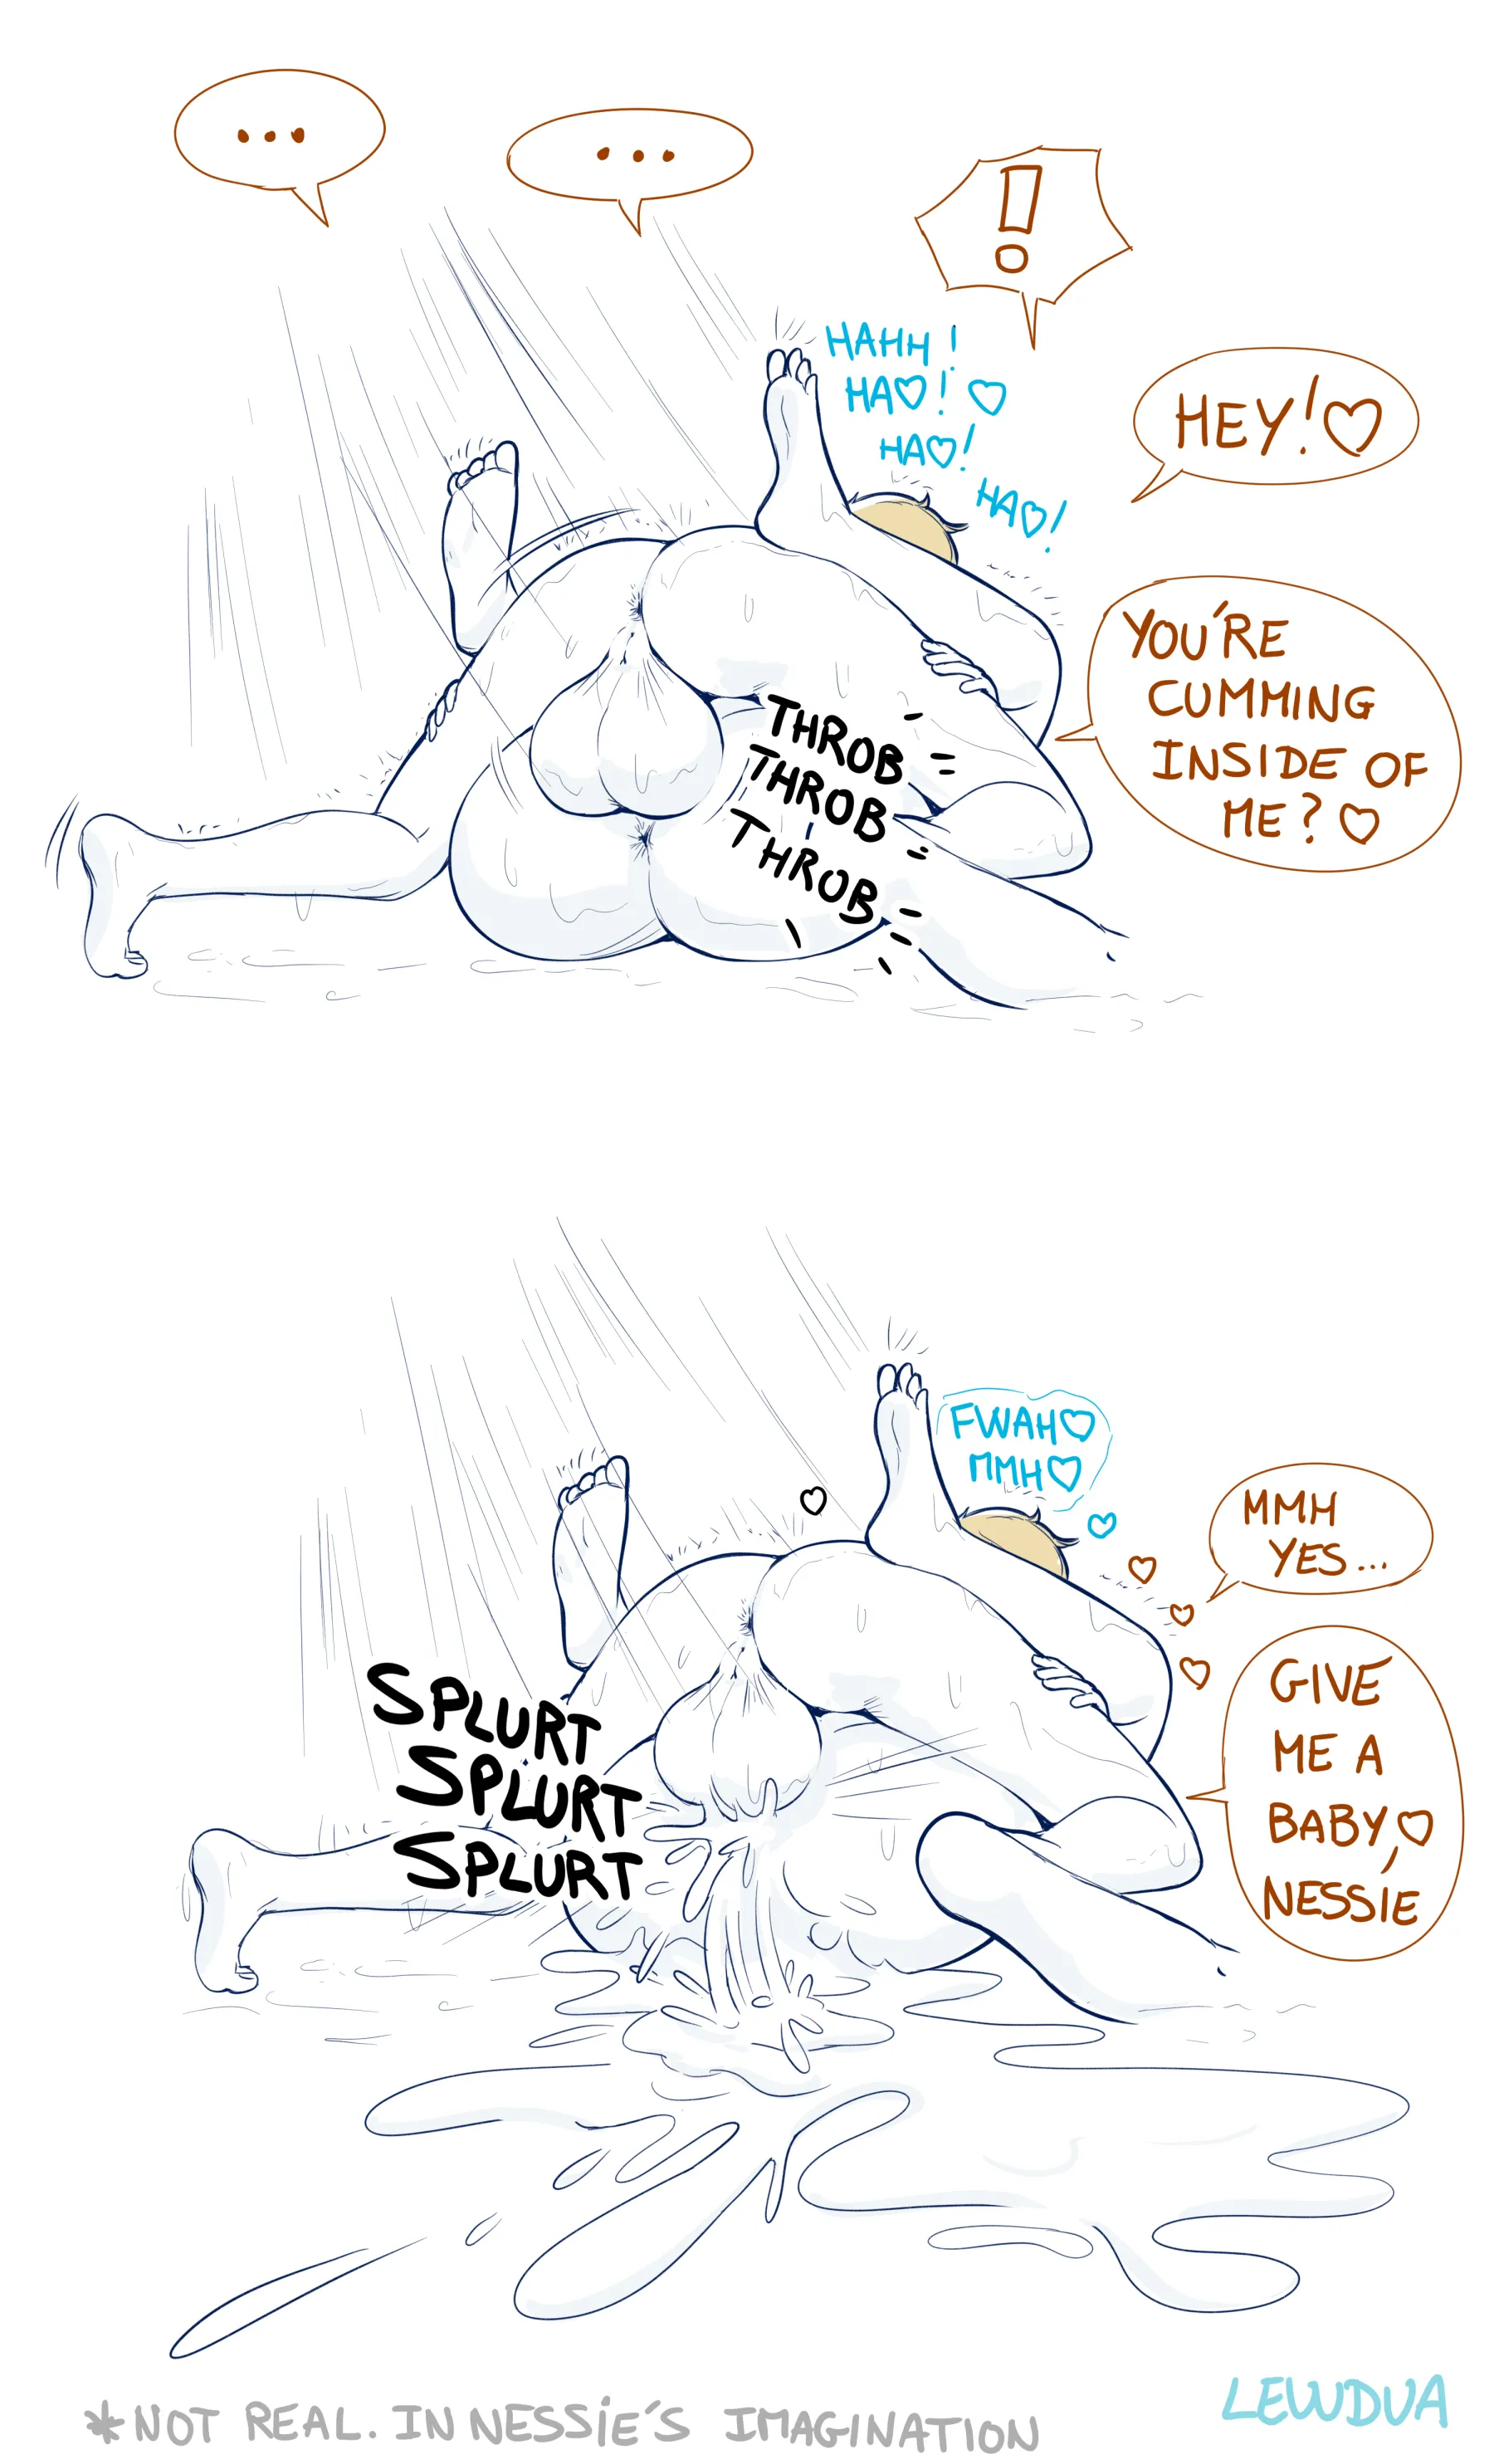 ...
...
!
HAHH!
HA♡! ♡
HA♡!
HA♡!
HEY!♡
YOU'RE
CUMMING
INSIDE OF
ME? ♡
THROB
THROB
THROB
FWAH♡
MMH♡
MMH
YES...
GIVE
ME A
BABY♡,
NESSIE
SPLURT
SPLURT
SPLURT
*NOT REAL. IN NESSIE'S IMAGINATION
LEWDUA